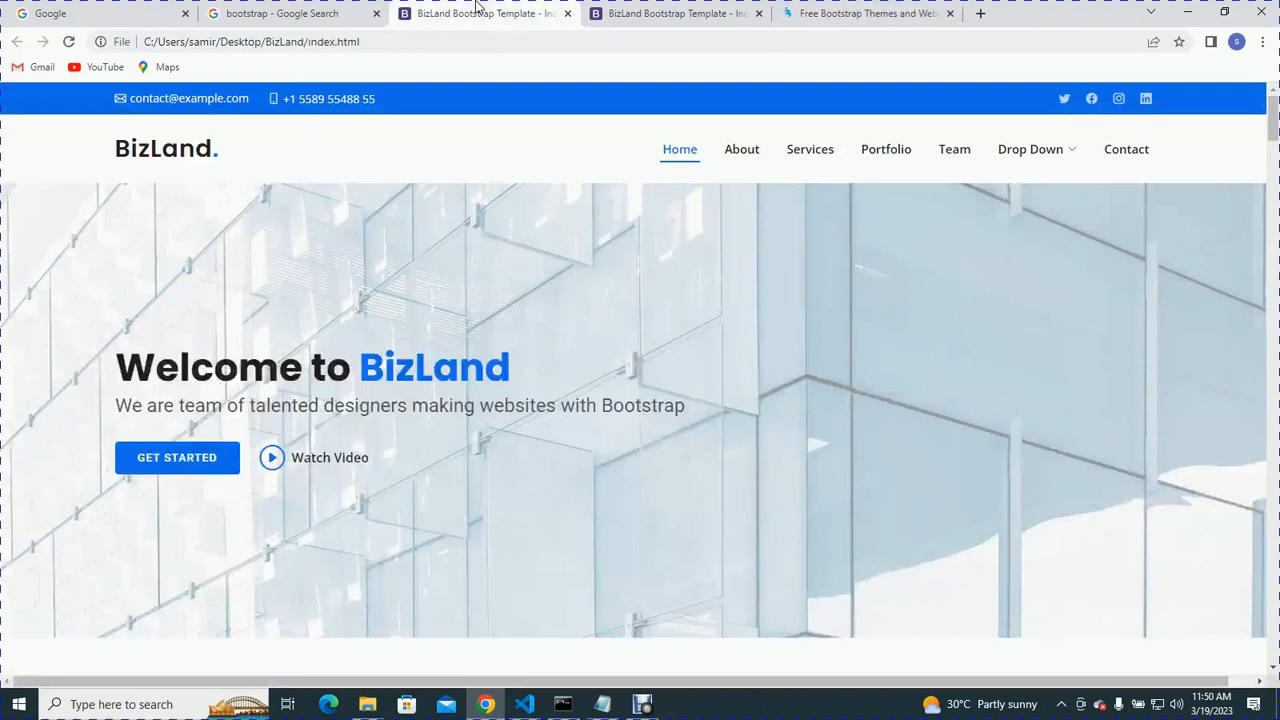 Google
bootstrap - Google Search
BizLand Bootstrap Template - Ind
BizLand Bootstrap Template - Ind
Free Bootstrap Themes and Web
File
C:/Users/samir/Desktop/BizLand/index.html
S
Gmail
YouTube
Maps
contact@example.com
+1 5589 55488 55
BizLand.
Home
About
Services
Portfolio
Team
Drop Down
Contact
Welcome to BizLand
We are team of talented designers making websites with Bootstrap
GET STARTED
Watch Video
Type here to search
30°C Partly sunny
11:50 AM
3/19/2023